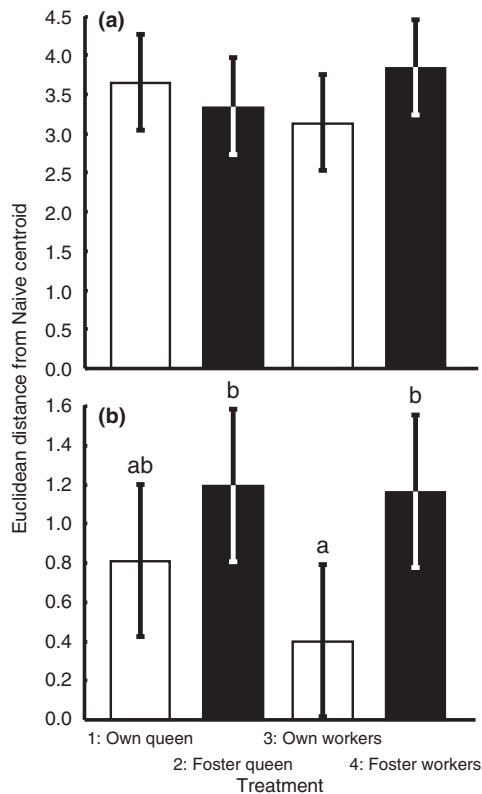 Euclidean distance from Naive centroid
(a)
4.5
4.0
3.5
3.0
2.5
2.0
1.5
1.0
0.5
0.0
(b)
1.6
1.4
1.2
1.0
0.8
0.6
0.4
0.2
0.0
ab
b
a
b
1: Own queen
3: Own workers
2: Foster queen
4: Foster workers
Treatment